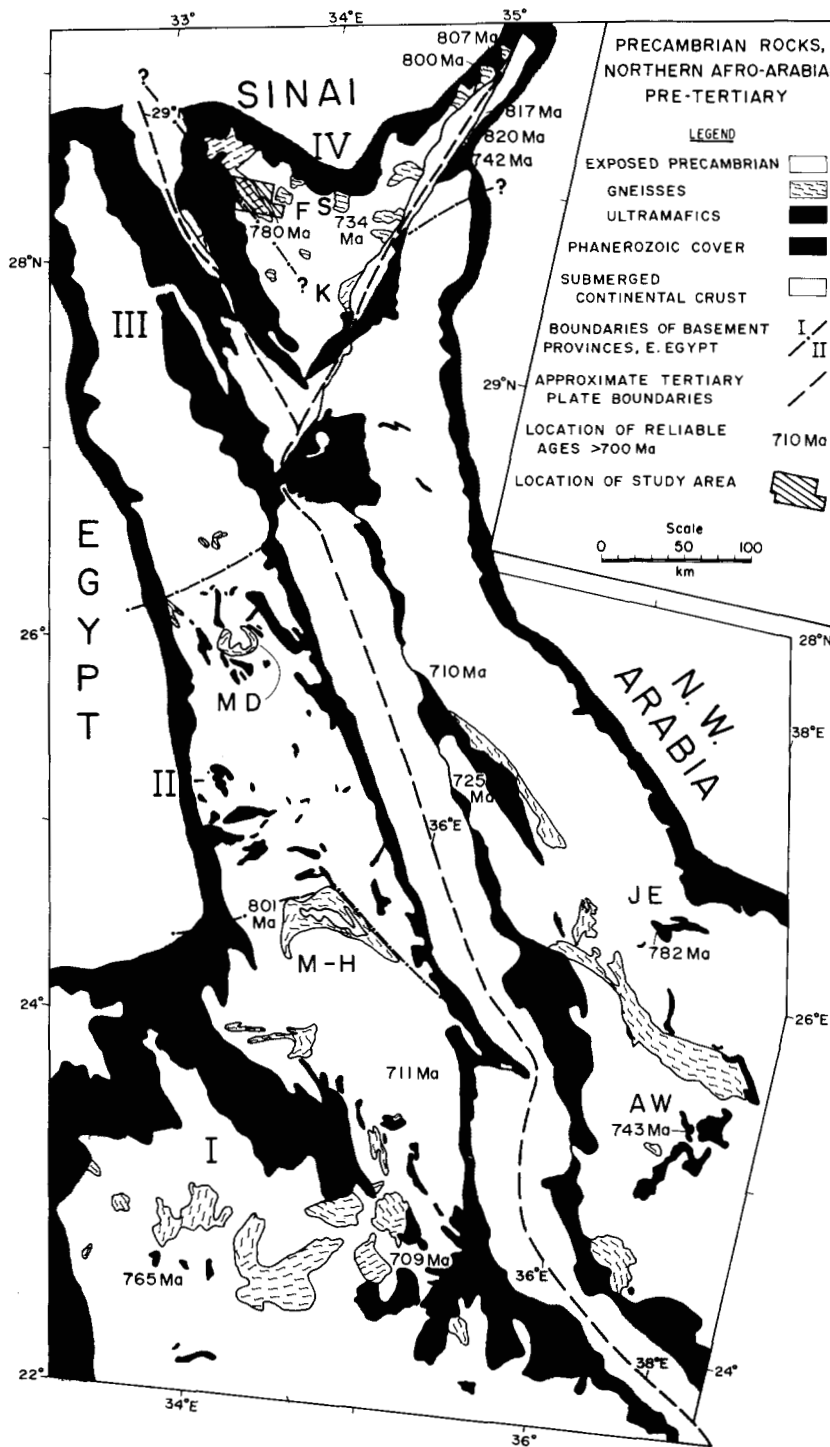 33°
34°E
35°
PRECAMBRIAN ROCKS,
NORTHERN AFRO-ARABIA
PRE-TERTIARY
LEGEND
EXPOSED PRECAMBRIAN
GNEISSES
ULTRAMAFICS
PHANEROZOIC COVER
SUBMERGED
CONTINENTAL CRUST
BOUNDARIES OF BASEMENT
PROVINCES, E. EGYPT
I
II
APPROXIMATE TERTIARY
PLATE BOUNDARIES
LOCATION OF RELIABLE
AGES >700 Ma
710 Ma
LOCATION OF STUDY AREA
Scale
0 50 100
km
807 Ma
800 Ma
?
29°N
SINAI
IV
817 Ma
820 Ma
742 Ma
?
F
S
780 Ma
734
Ma
28°N
?
K
III
29°N
EGYPT
26°
28°N
MD
710 Ma
N.W.
ARABIA
38°E
II
725
Ma
36°E
801
Ma
JE
782 Ma
M-H
24°
26°E
711 Ma
AW
743 Ma
I
765 Ma
709 Ma
36°E
22°
38°E
24°
34°E
36°